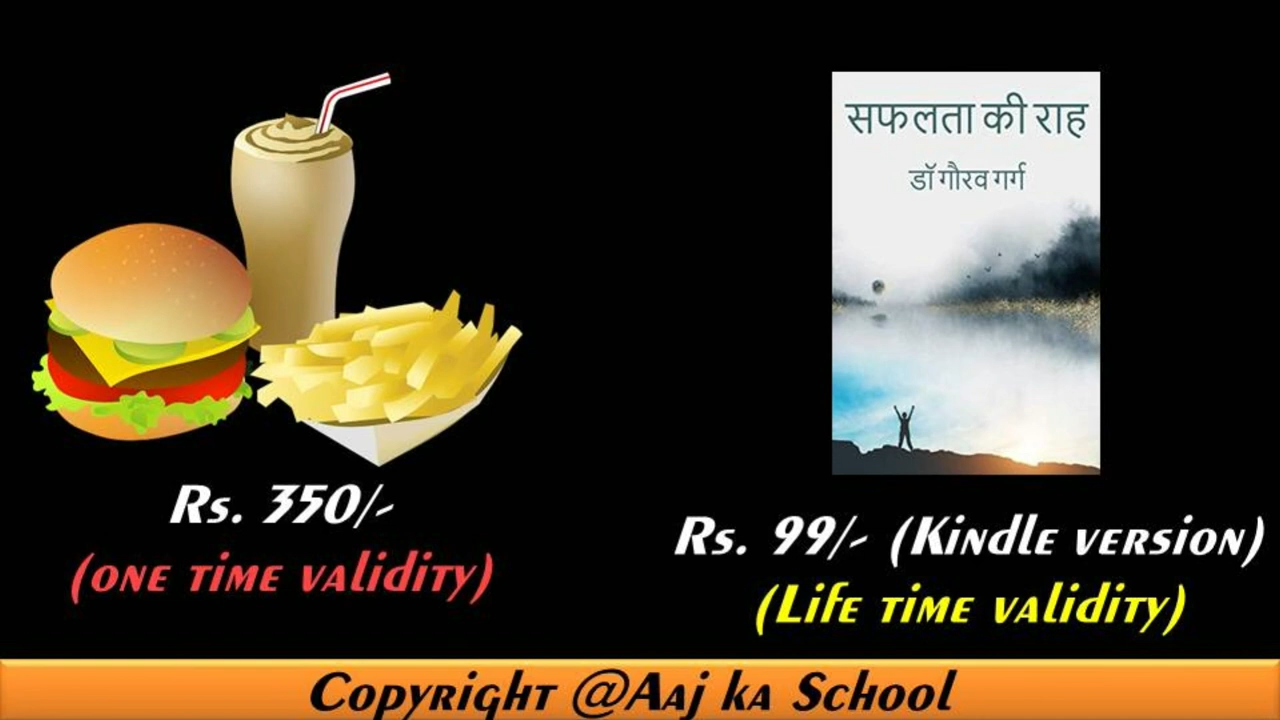 सफलता की राह
डॉ गौरव गर्ग
Rs. 350/-
(one time validity)
Rs. 99/- (Kindle version)
(Life time validity)
Copyright @Aaj ka School